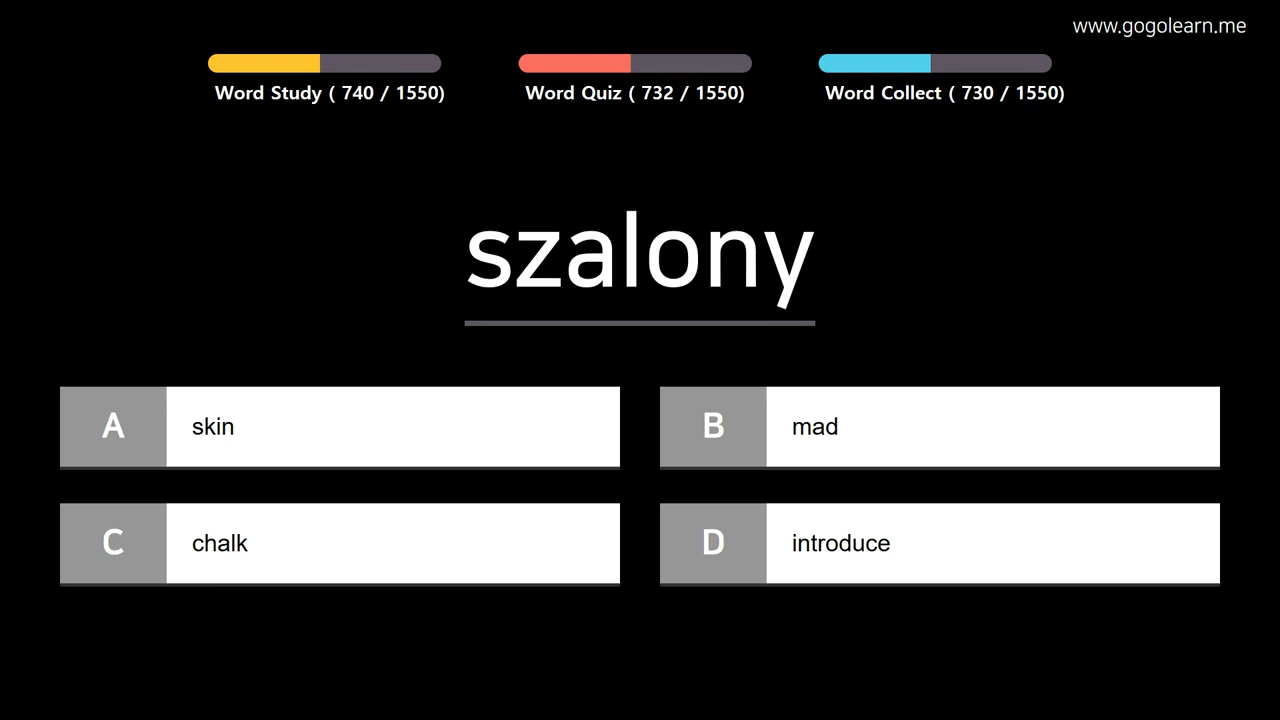 www.gogolearn.me
Word Study ( 740 / 1550)
Word Quiz ( 732 / 1550)
Word Collect ( 730 / 1550)
szalony
A skin
B mad
C chalk
D introduce